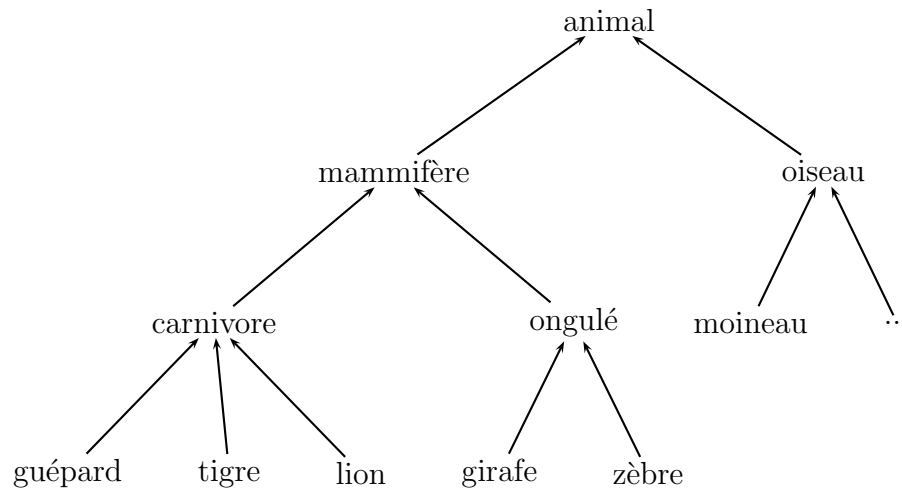 animal
mammifère oiseau
carnivore ongulé moineau ..
guépard tigre lion girafe zèbre